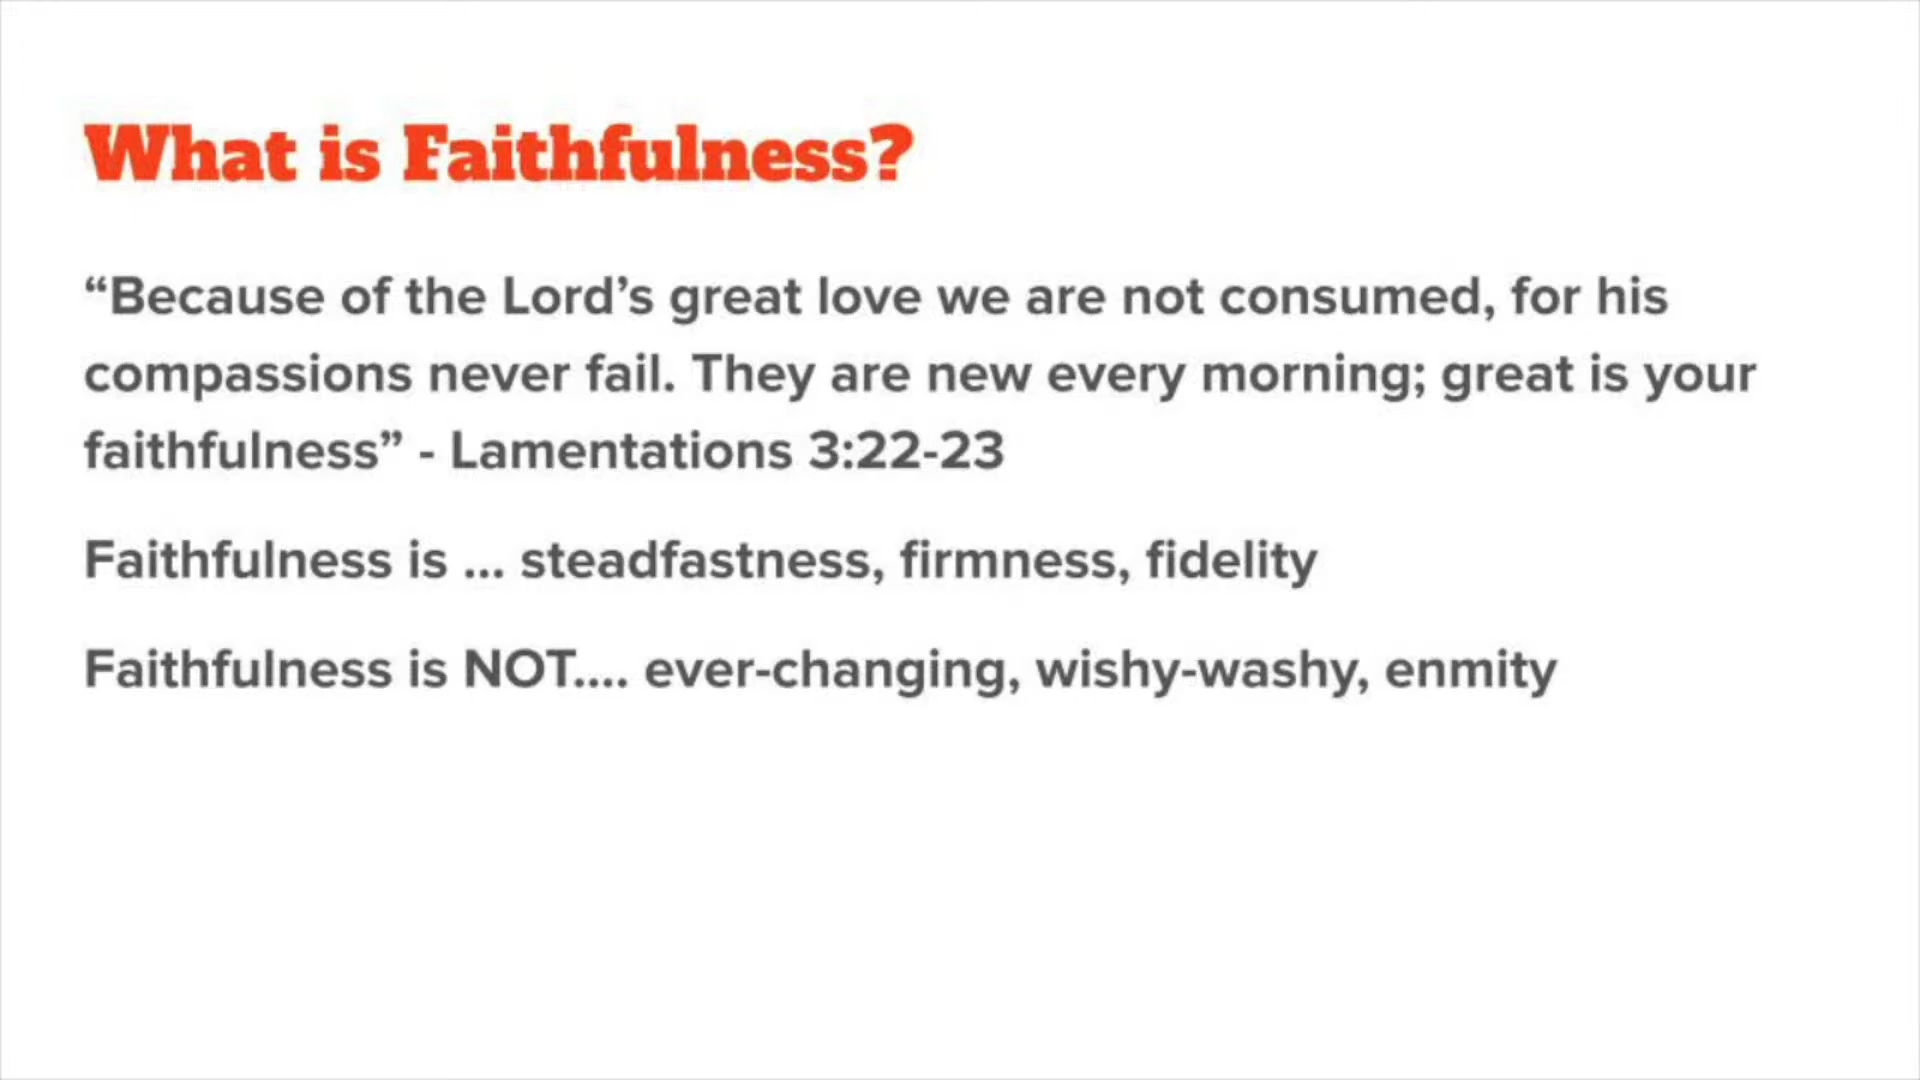 What is Faithfulness?
“Because of the Lord’s great love we are not consumed, for his
compassions never fail. They are new every morning; great is your
faithfulness” - Lamentations 3:22-23
Faithfulness is ... steadfastness, firmness, fidelity
Faithfulness is NOT.... ever-changing, wishy-washy, enmity